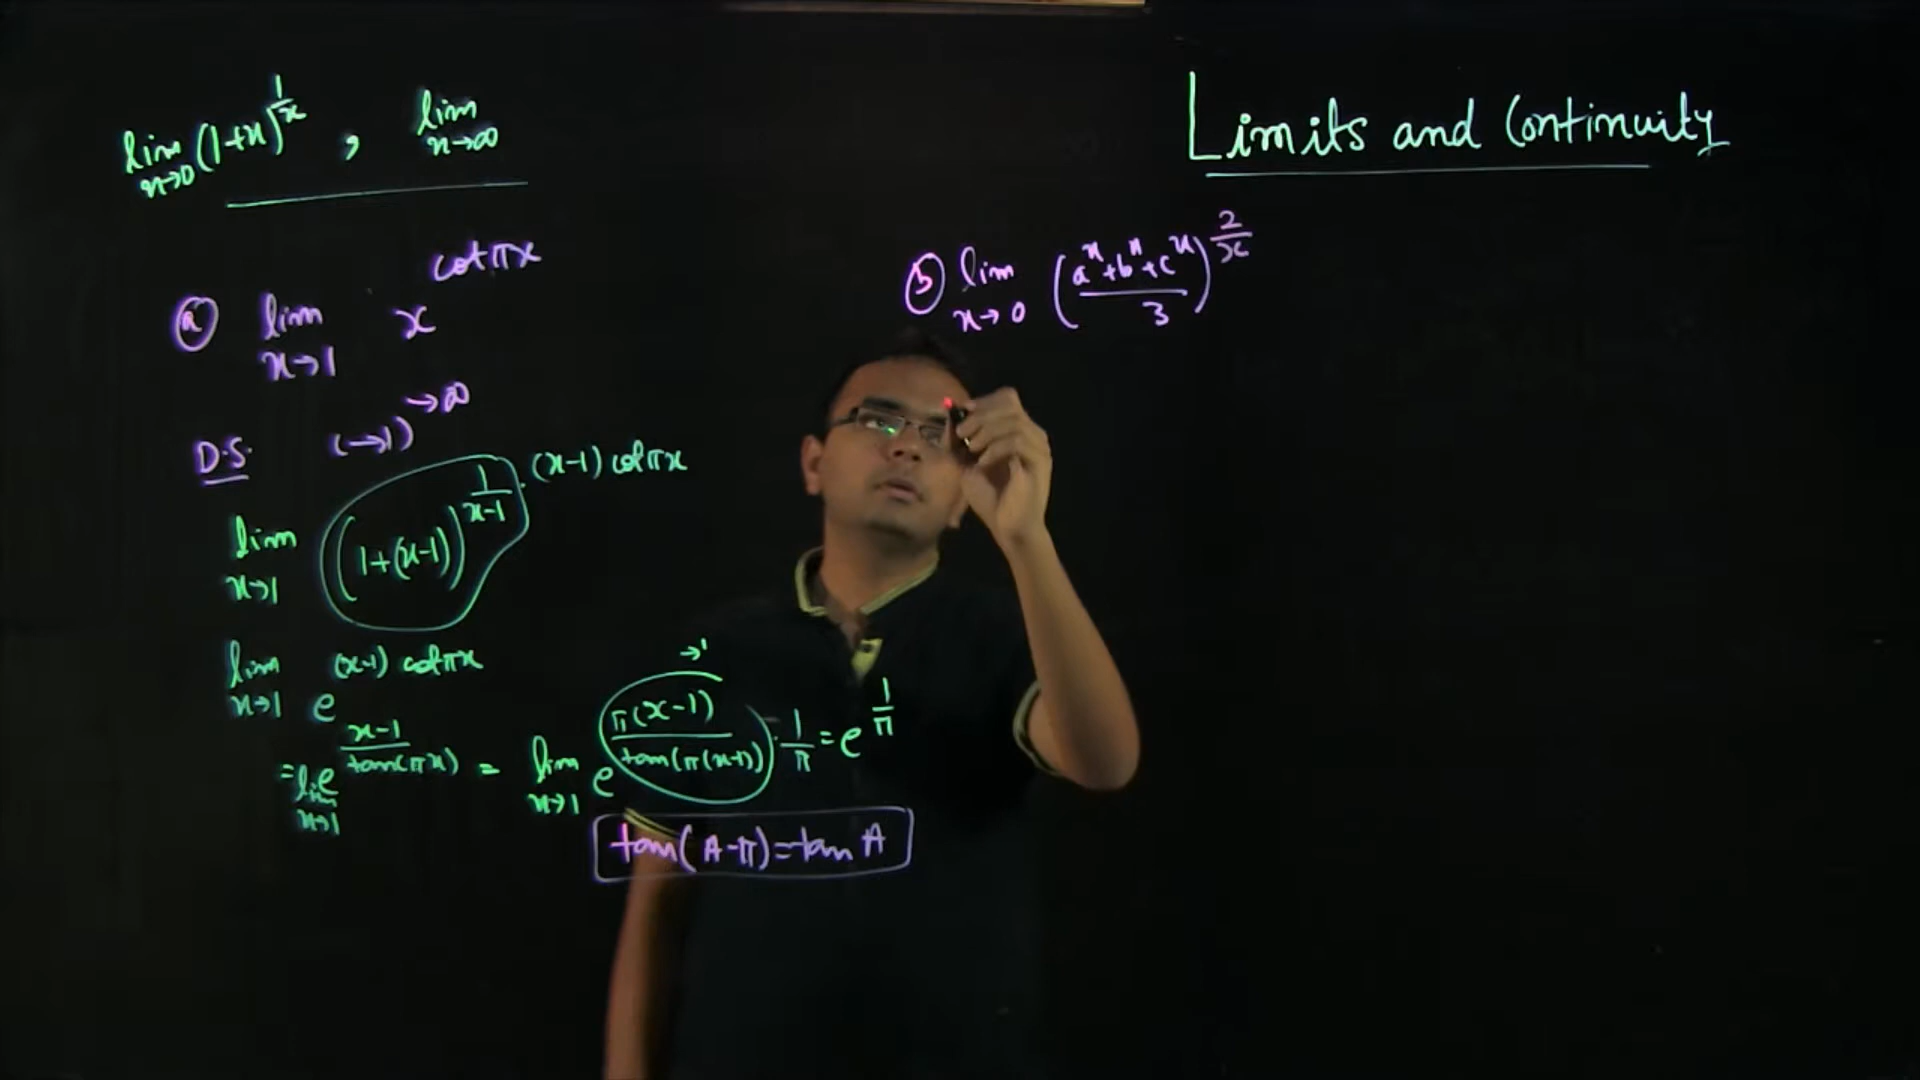 lim x→0 (1+x)^(1/x) , lim x→∞
Limits and Continuity
ⓐ lim x→1 x^(cotπx)
D.S. (→1)^(→∞)
lim x→1 (1+(x-1))^(1/(x-1) · (x-1) cotπx)
lim x→1 e^((x-1) cotπx)
= lim x→1 e^((x-1)/tan(πx)) = lim x→1 e^(π(x-1)/tan(π(x-1)) · 1/π) = e^(1/π)
→1
tan(A-π)=tan A
ⓑ lim x→0 ((a^x+b^x+c^x)/3)^(2/x)